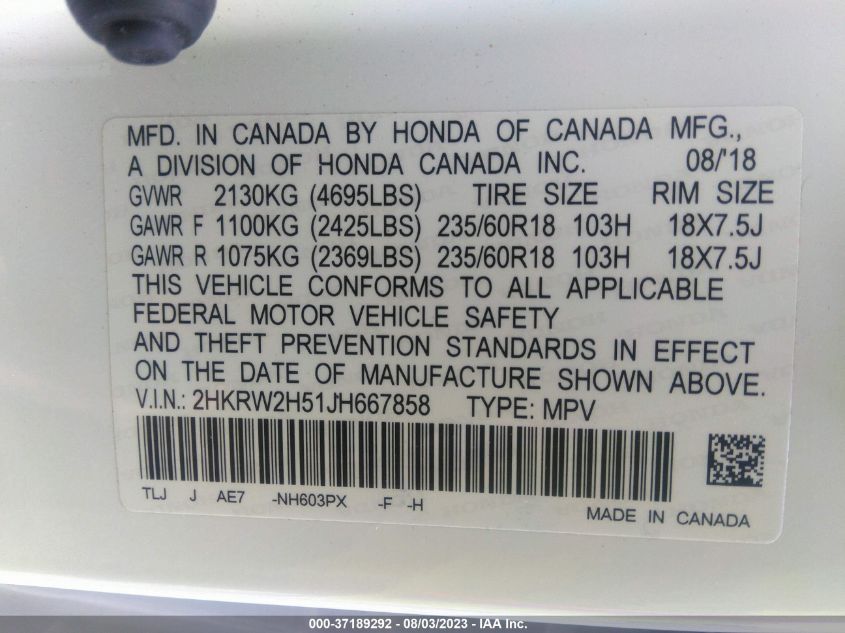 MFD. IN CANADA BY HONDA OF CANADA MFG.,
A DIVISION OF HONDA CANADA INC. 08/'18
GVWR 2130KG (4695LBS) TIRE SIZE RIM SIZE
GAWR F 1100KG (2425LBS) 235/60R18 103H 18X7.5J
GAWR R 1075KG (2369LBS) 235/60R18 103H 18X7.5J
THIS VEHICLE CONFORMS TO ALL APPLICABLE
FEDERAL MOTOR VEHICLE SAFETY
AND THEFT PREVENTION STANDARDS IN EFFECT
ON THE DATE OF MANUFACTURE SHOWN ABOVE.
V.I.N.: 2HKRW2H51JH667858 TYPE: MPV
TLJ J AE7 -NH603PX -F -H
MADE IN CANADA
000-37189292 - 08/03/2023 - IAA Inc.